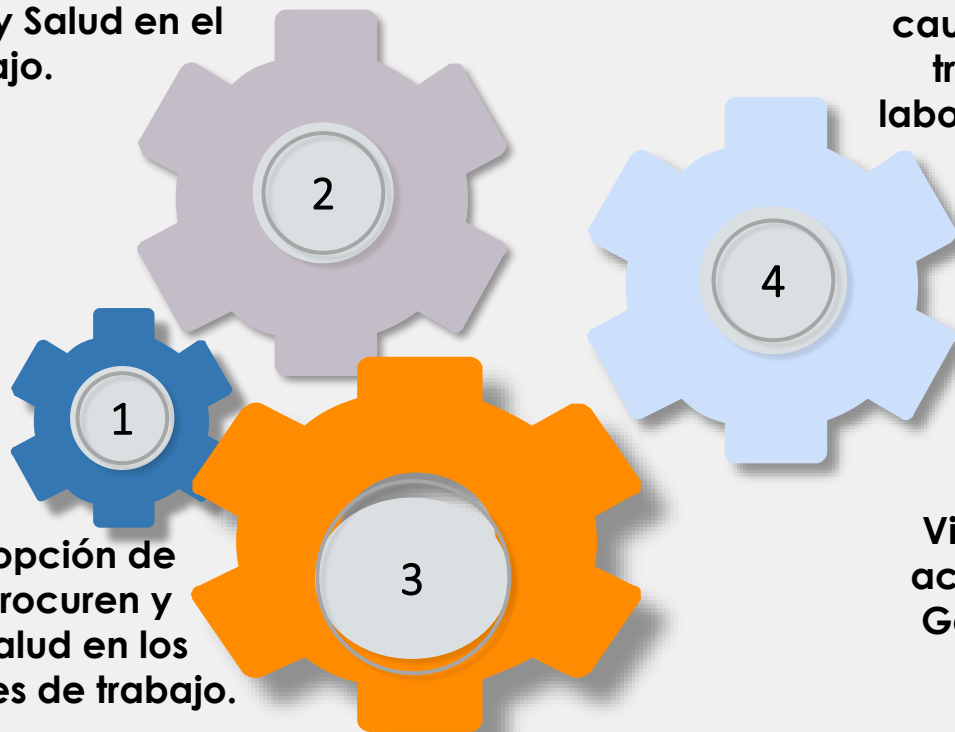 y Salud en el
ajo.
cau
tr
labo
2
4
1
3
opción de
rocuren y
alud en los
es de trabajo.
Vi
ac
G